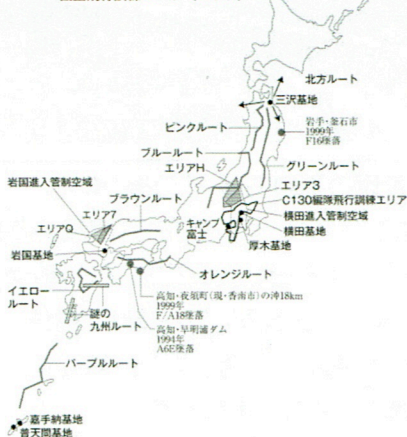 北方ルート
三沢基地
ピンクルート
岩手・釜石市
1999年
F16墜落
ブルールート
エリアH
グリーンルート
岩国進入管制空域
エリア3
ブラウンルート
C130編隊飛行訓練エリア
エリア7
キャンプ
富士
横田進入管制空域
エリアQ
横田基地
厚木基地
岩国基地
オレンジルート
イエロー
ルート
高知・夜須町(現・香南市)の沖18km
1999年
F/A18墜落
謎の
九州ルート
高知・早明浦ダム
1994年
A6E墜落
パープルルート
嘉手納基地
普天間基地